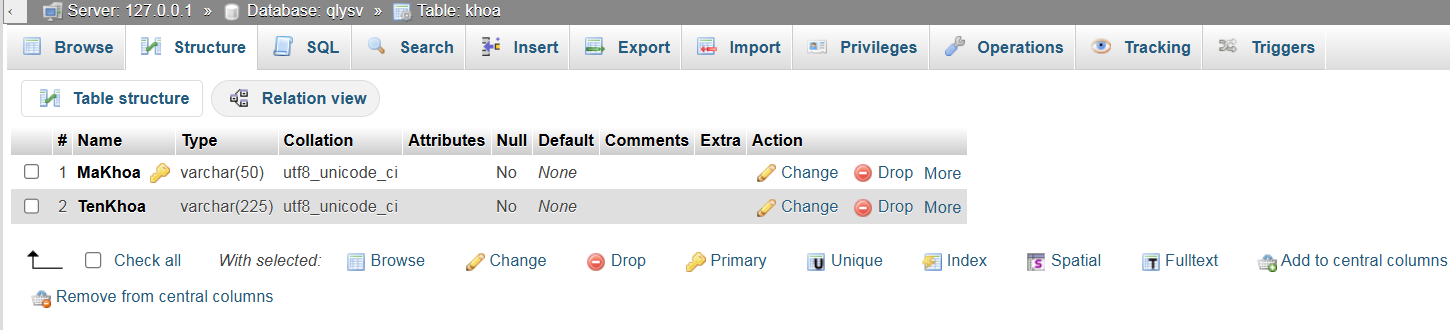 Server: 127.0.0.1 » Database: qlysv » Table: khoa
Browse Structure SQL Search Insert Export Import Privileges Operations Tracking Triggers
Table structure Relation view
# Name Type Collation Attributes Null Default Comments Extra Action
1 MaKhoa varchar(50) utf8_unicode_ci No None Change Drop More
2 TenKhoa varchar(225) utf8_unicode_ci No None Change Drop More
Check all With selected: Browse Change Drop Primary Unique Index Spatial Fulltext Add to central columns
Remove from central columns